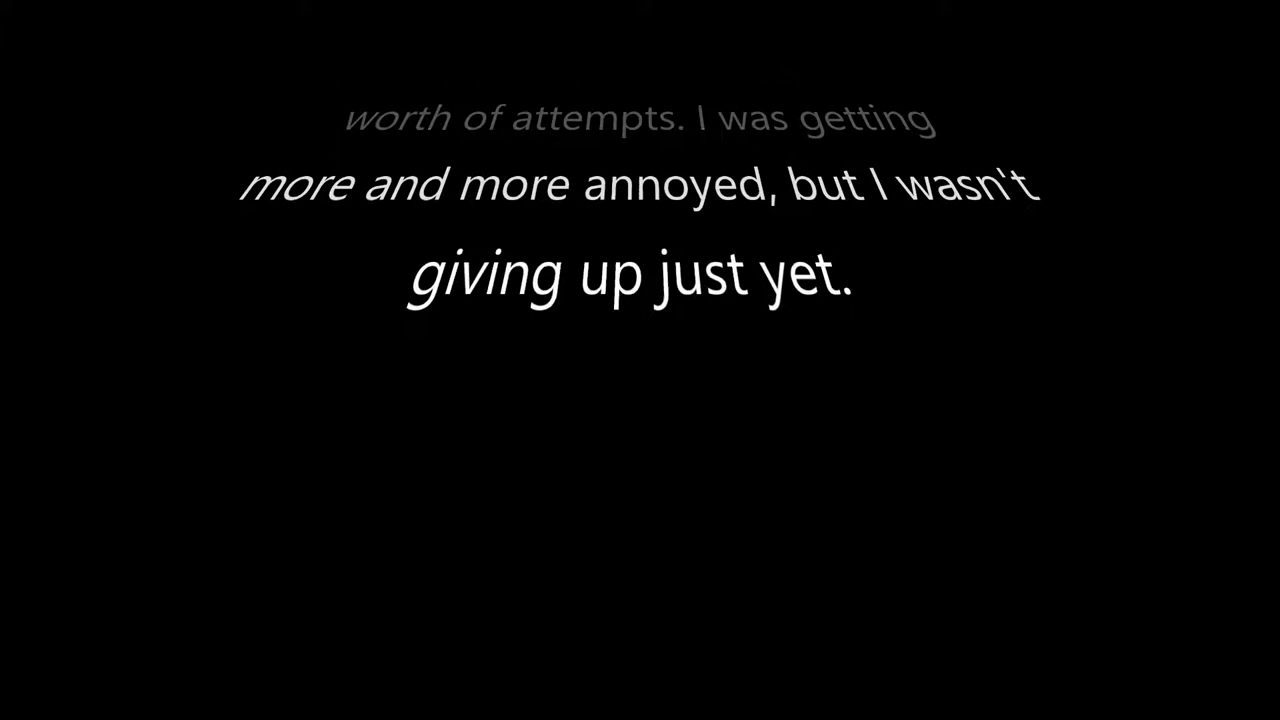 worth of attempts. I was getting
more and more annoyed, but I wasn't
giving up just yet.